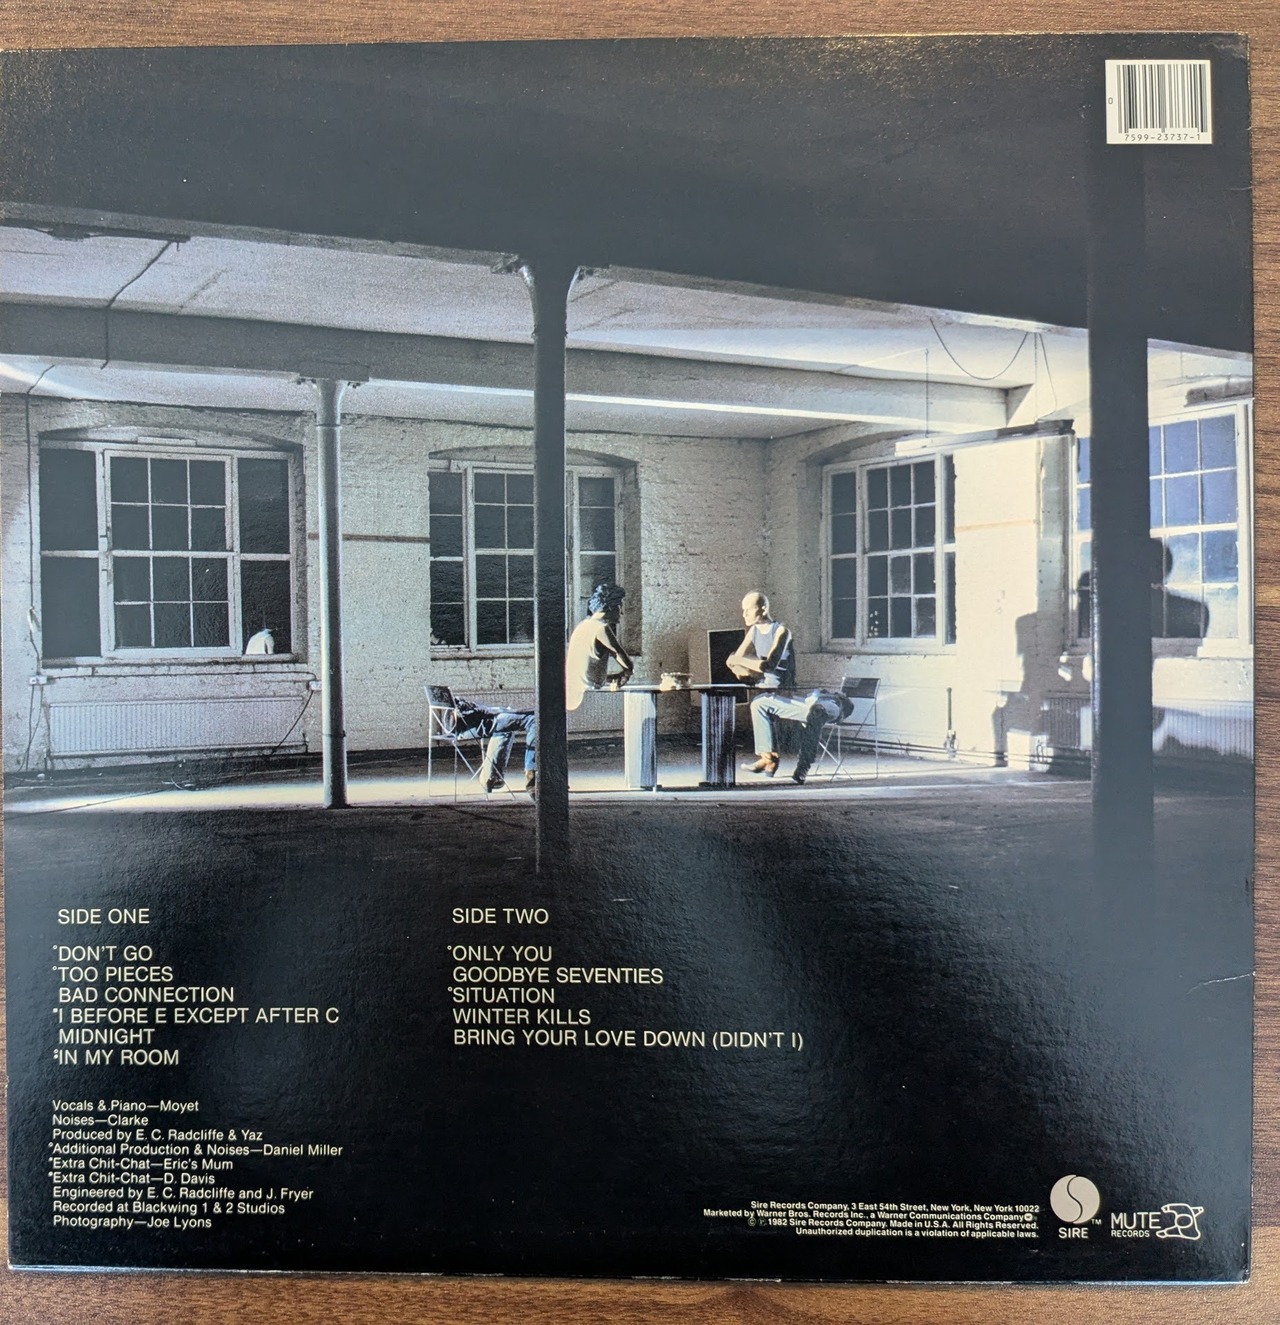 0
7599-23737-1
SIDE ONE
°DON'T GO
°TOO PIECES
BAD CONNECTION
*I BEFORE E EXCEPT AFTER C
MIDNIGHT
IN MY ROOM
SIDE TWO
°ONLY YOU
GOODBYE SEVENTIES
°SITUATION
WINTER KILLS
BRING YOUR LOVE DOWN (DIDN'T I)
Vocals & Piano—Moyet
Noises—Clarke
Produced by E. C. Radcliffe & Yaz
°Additional Production & Noises—Daniel Miller
*Extra Chit-Chat—Eric's Mum
*Extra Chit-Chat—D. Davis
Engineered by E. C. Radcliffe and J. Fryer
Recorded at Blackwing 1 & 2 Studios
Photography—Joe Lyons
Sire Records Company, 3 East 54th Street, New York, New York 10022
Marketed by Warner Bros. Records Inc., a Warner Communications Company
© ℗ 1982 Sire Records Company. Made in U.S.A. All Rights Reserved.
Unauthorized duplication is a violation of applicable laws.
SIRE TM
MUTE
RECORDS